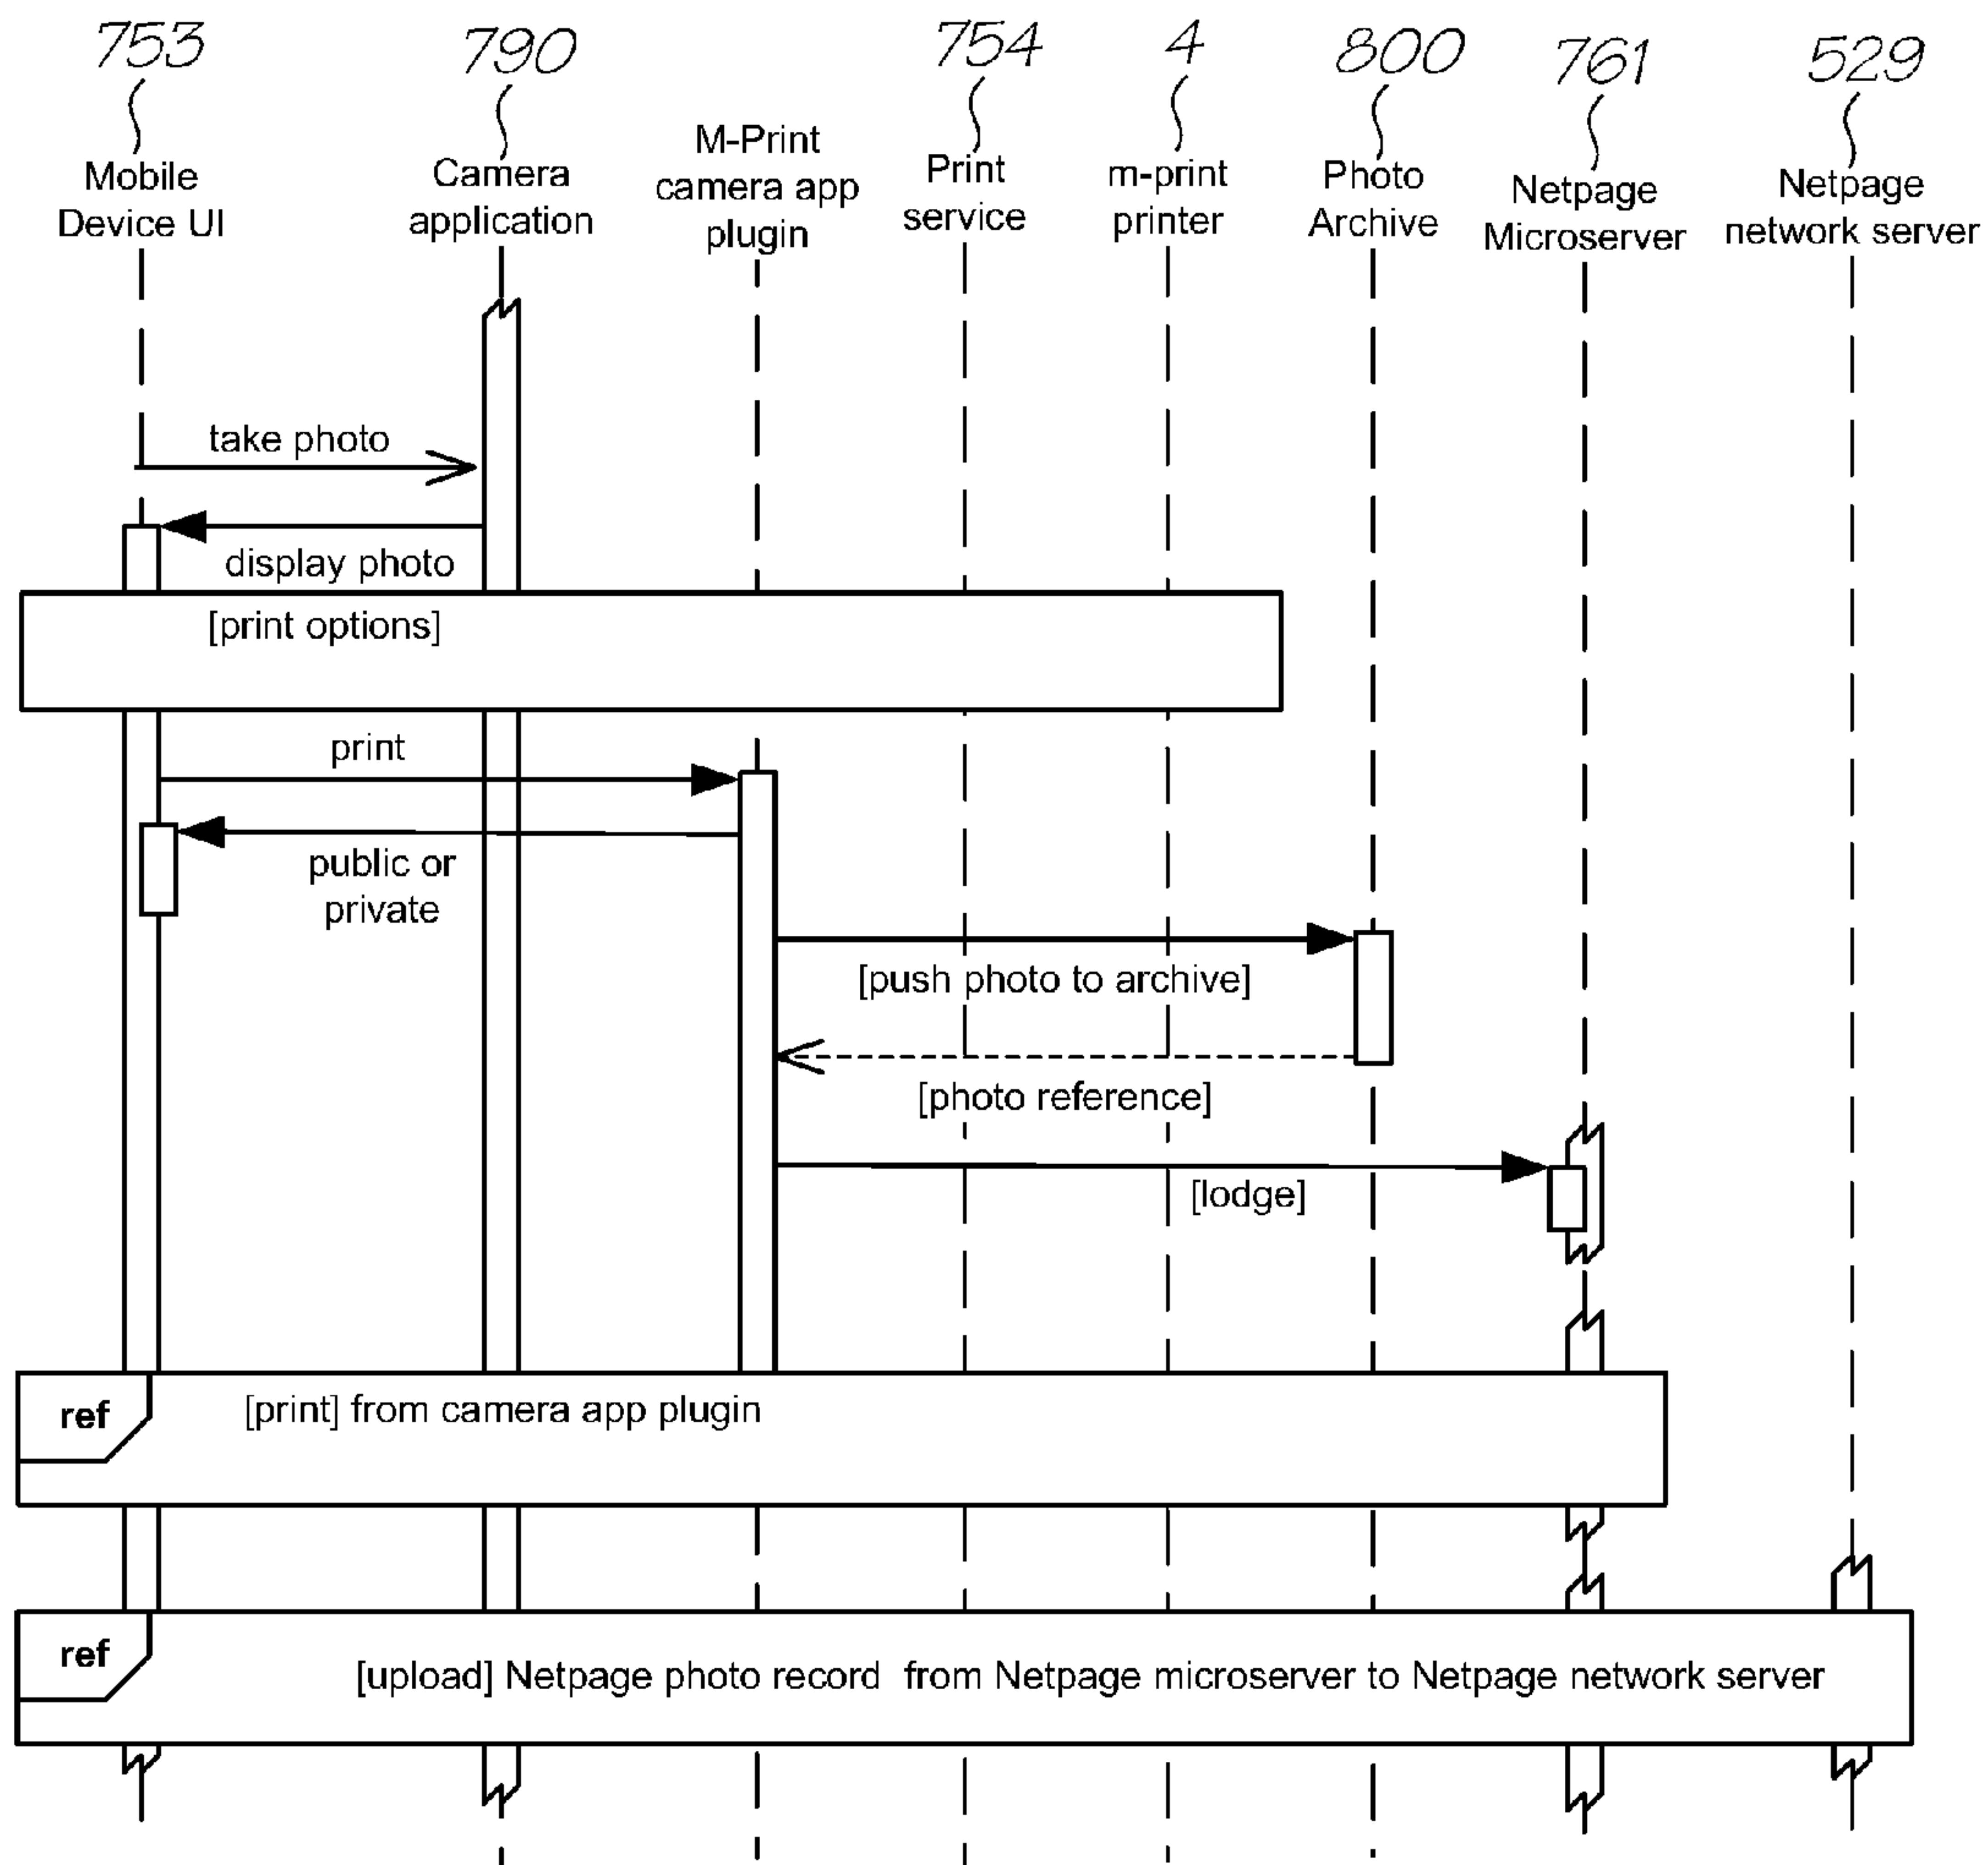 753
790
754
4
800
761
529
Mobile
Device UI
Camera
application
M-Print
camera app
plugin
Print
service
m-print
printer
Photo
Archive
Netpage
Microserver
Netpage
network server
take photo
display photo
[print options]
print
public or
private
[push photo to archive]
[photo reference]
[lodge]
ref
[print] from camera app plugin
ref
[upload] Netpage photo record from Netpage microserver to Netpage network server